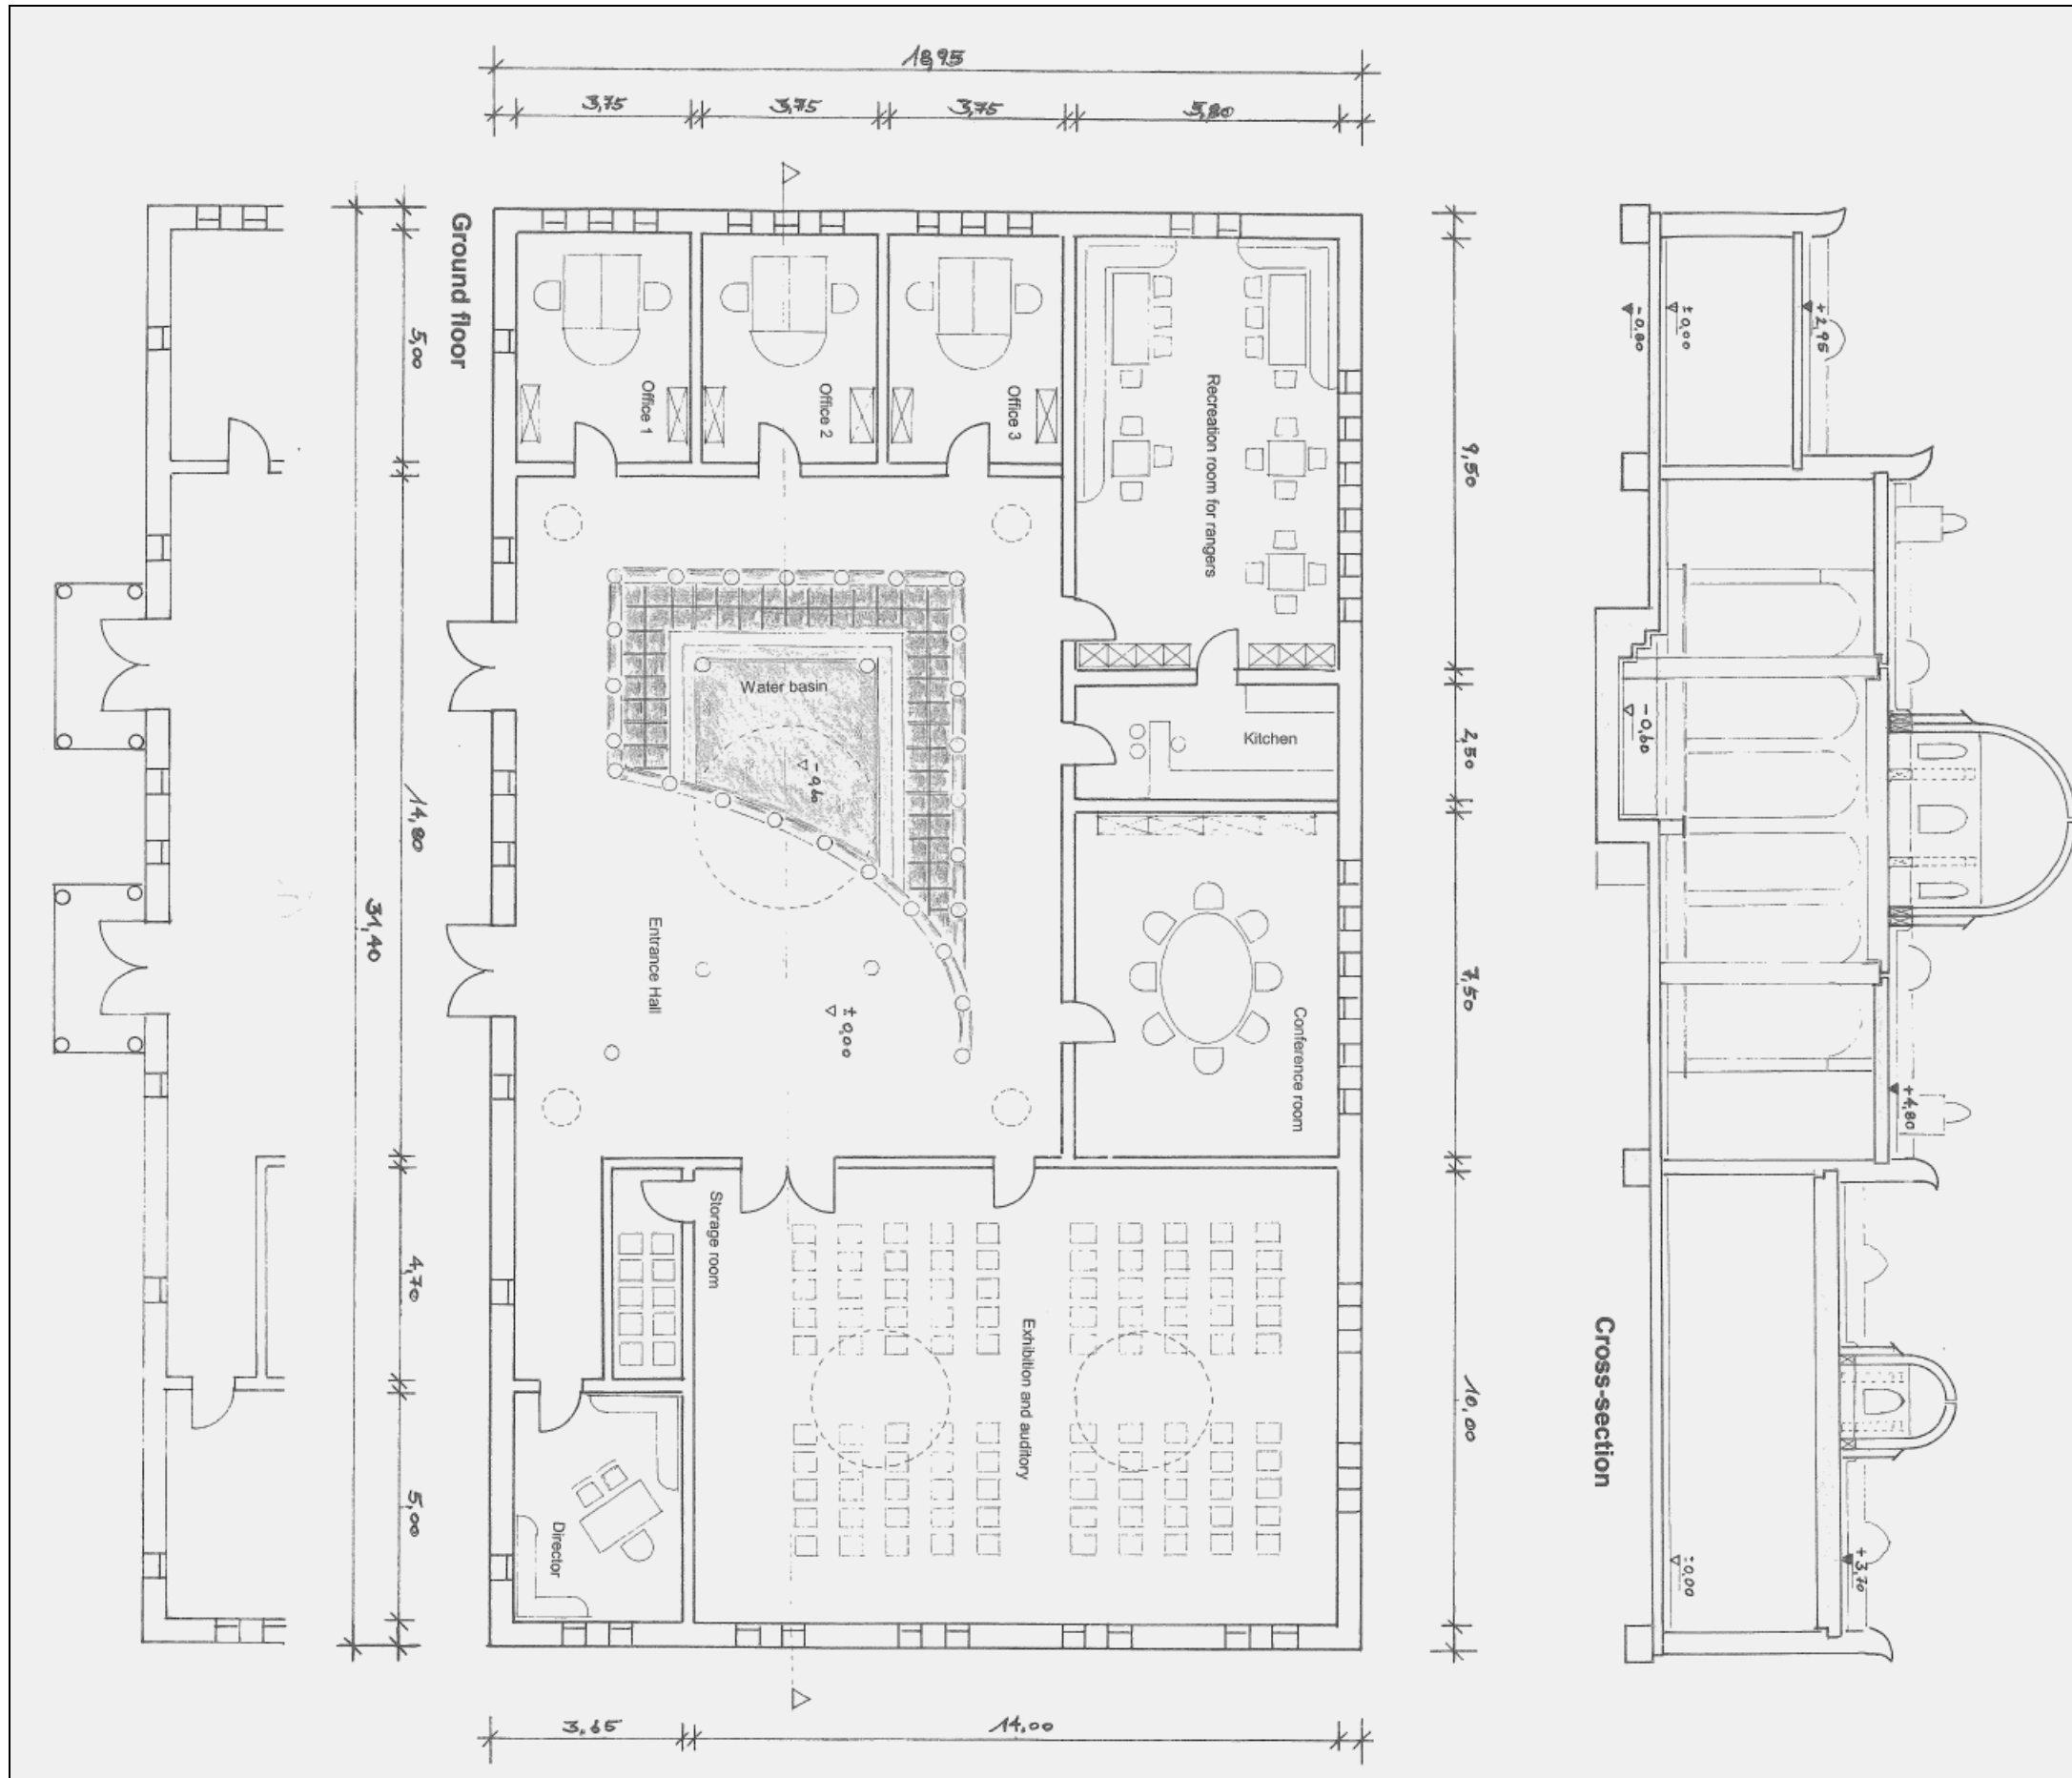 18,95
3,75
3,75
3,75
5,80
Ground floor
5,00
14,80
31,40
4,70
5,00
Office 1
Office 2
Office 3
Recreation room for rangers
Water basin
-0,60
Kitchen
Entrance Hall
± 0,00
Conference room
Storage room
Exhibition and auditory
Director
9,50
2,50
7,50
10,00
3,65
14,00
Cross-section
-0.80
± 0,00
+2,95
-0,60
+4,80
±0,00
+3,70